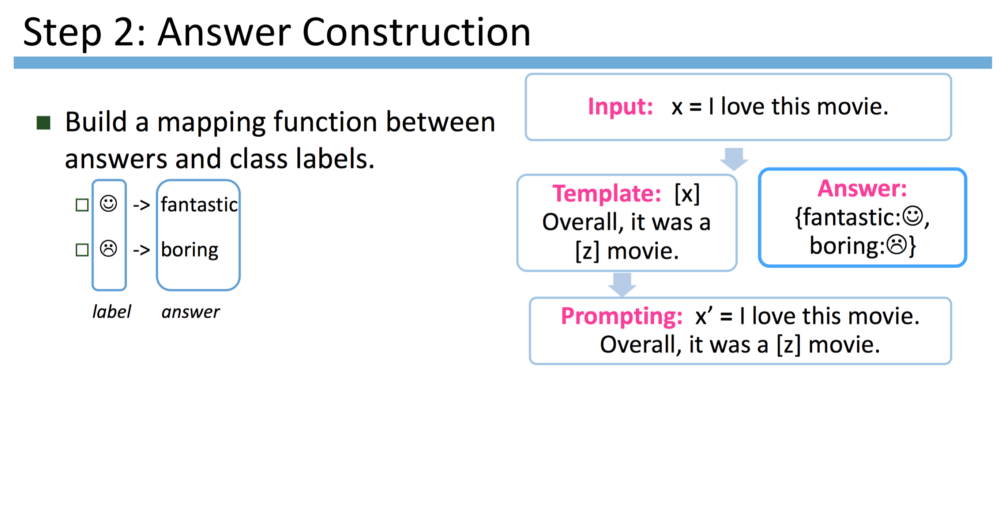 Step 2: Answer Construction
Build a mapping function between
answers and class labels.
☺ -> fantastic
☹ -> boring
label answer
Input: x = I love this movie.
Template: [x]
Overall, it was a
[z] movie.
Answer:
{fantastic:☺,
boring:☹}
Prompting: x’ = I love this movie.
Overall, it was a [z] movie.